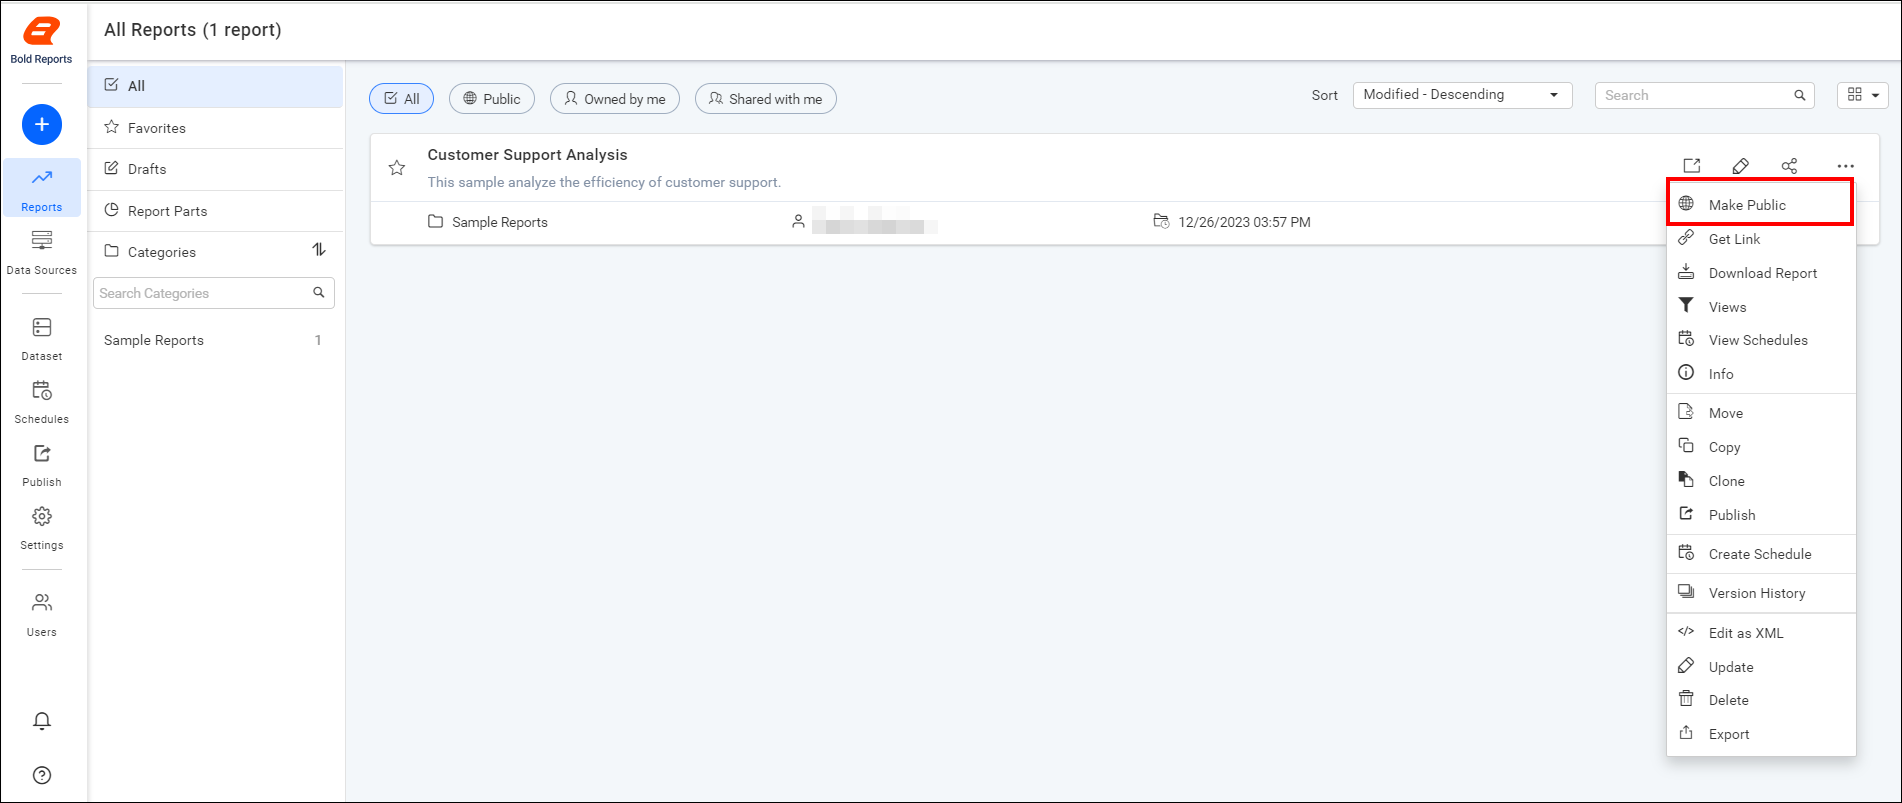 Bold Reports
Reports
Data Sources
Dataset
Schedules
Publish
Settings
Users
All Reports (1 report)
All
Favorites
Drafts
Report Parts
Categories
Search Categories
Sample Reports 1
All Public Owned by me Shared with me
Sort Modified - Descending Search
Customer Support Analysis
This sample analyze the efficiency of customer support.
Sample Reports 12/26/2023 03:57 PM
Make Public
Get Link
Download Report
Views
View Schedules
Info
Move
Copy
Clone
Publish
Create Schedule
Version History
Edit as XML
Update
Delete
Export